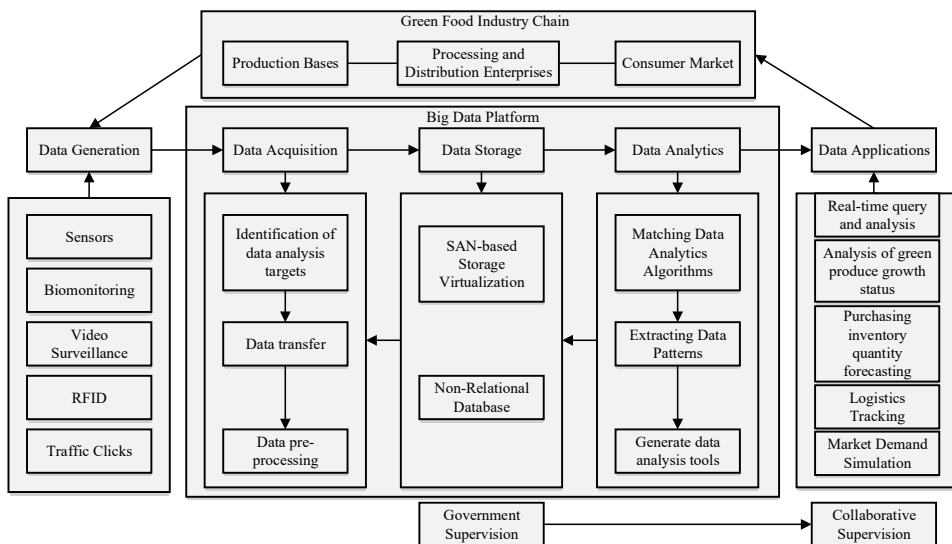 Green Food Industry Chain
Production Bases
Processing and
Distribution Enterprises
Consumer Market
Big Data Platform
Data Generation
Data Acquisition
Data Storage
Data Analytics
Data Applications
Sensors
Biomonitoring
Video
Surveillance
RFID
Traffic Clicks
Identification of
data analysis
targets
Data transfer
Data pre-
processing
SAN-based
Storage
Virtualization
Non-Relational
Database
Matching Data
Analytics
Algorithms
Extracting Data
Patterns
Generate data
analysis tools
Real-time query
and analysis
Analysis of green
produce growth
status
Purchasing
inventory
quantity
forecasting
Logistics
Tracking
Market Demand
Simulation
Government
Supervision
Collaborative
Supervision